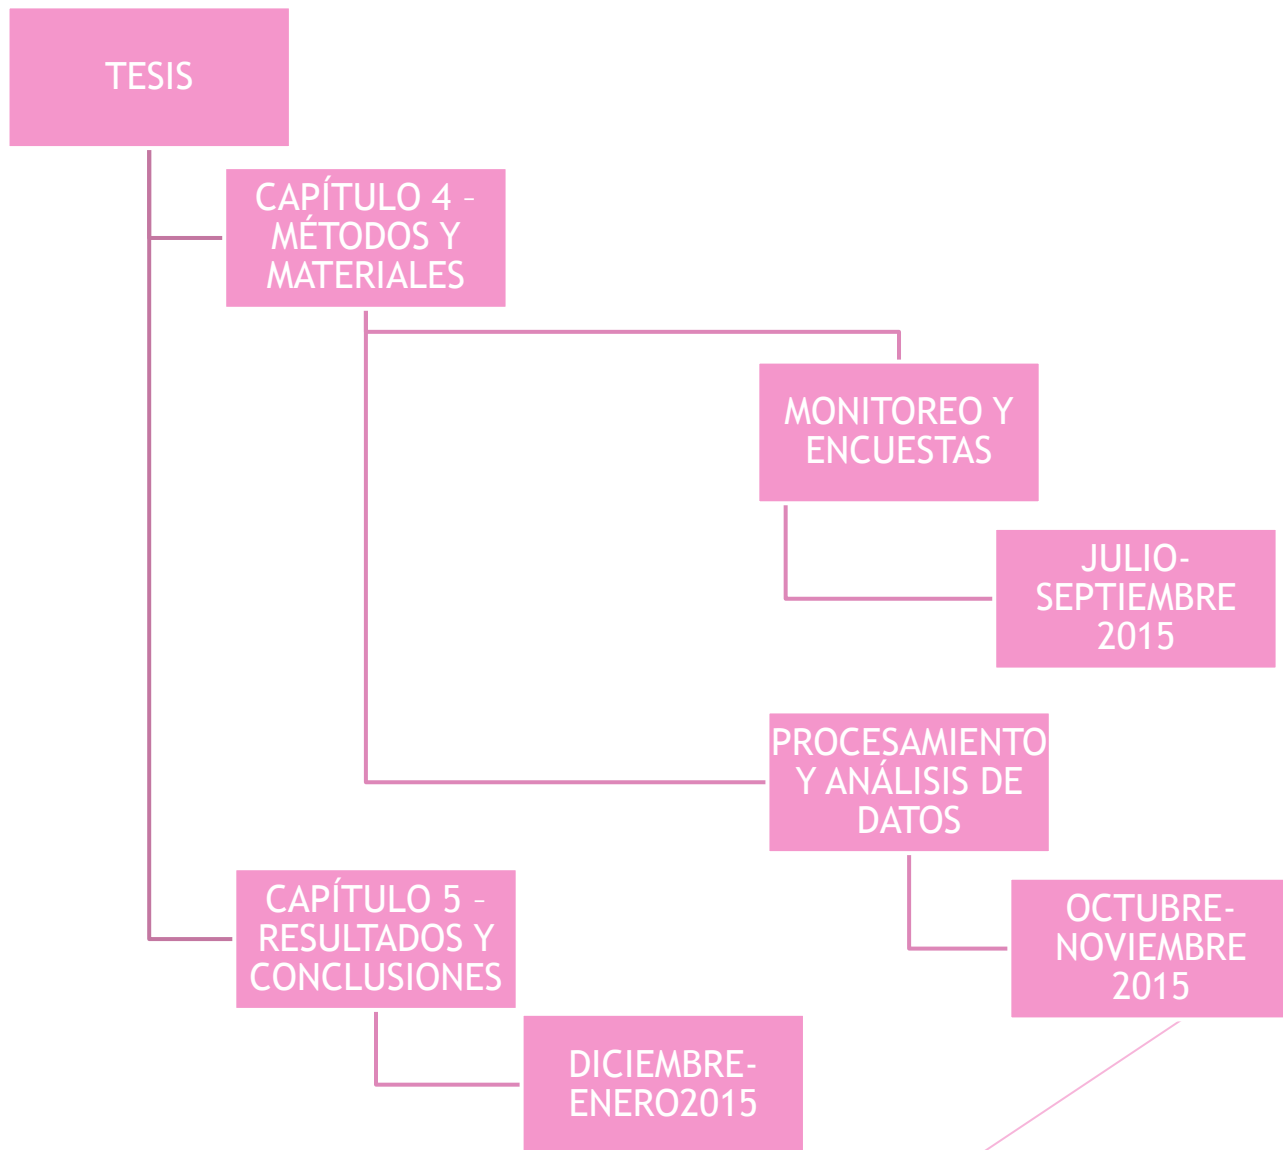 TESIS
CAPÍTULO 4 –
MÉTODOS Y
MATERIALES
MONITOREO Y
ENCUESTAS
JULIO-
SEPTIEMBRE
2015
PROCESAMIENTO
Y ANÁLISIS DE
DATOS
OCTUBRE-
NOVIEMBRE
2015
CAPÍTULO 5 –
RESULTADOS Y
CONCLUSIONES
DICIEMBRE-
ENERO2015